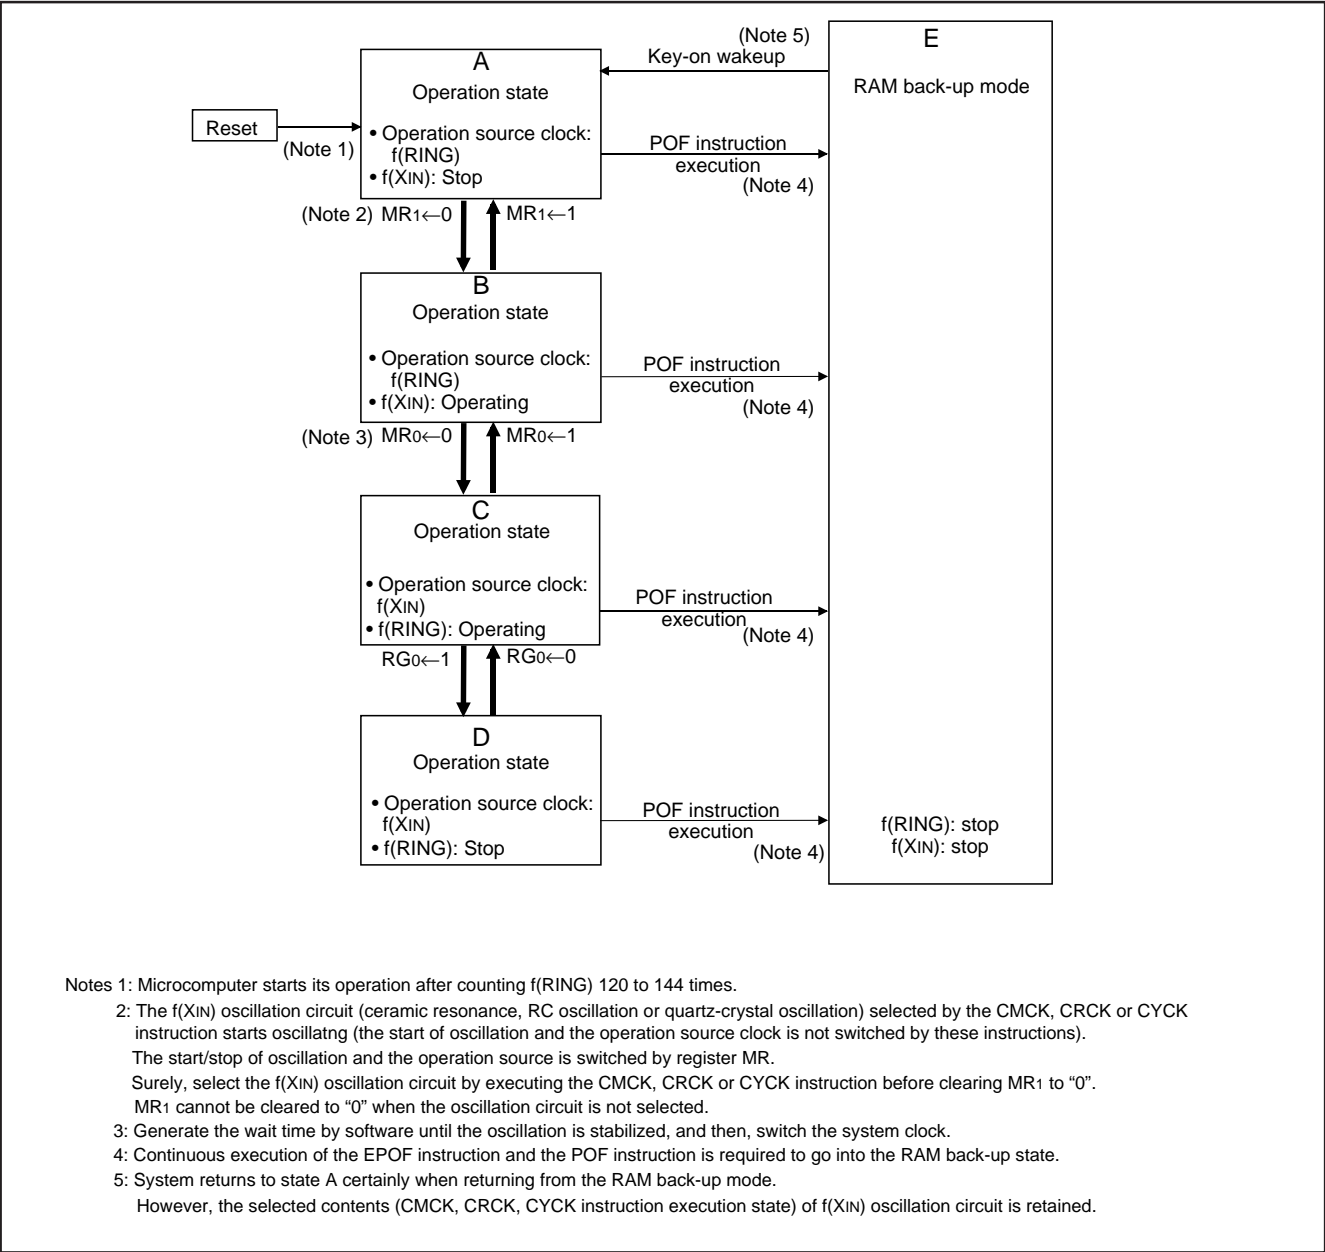 (Note 5)
E
Key-on wakeup
A
Operation state
RAM back-up mode
Reset
(Note 1)
• Operation source clock:
f(RING)
• f(XIN): Stop
POF instruction
execution
(Note 4)
(Note 2) MR1←0
MR1←1
B
Operation state
• Operation source clock:
f(RING)
• f(XIN): Operating
POF instruction
execution
(Note 4)
(Note 3) MR0←0
MR0←1
C
Operation state
• Operation source clock:
f(XIN)
• f(RING): Operating
POF instruction
execution
(Note 4)
RG0←1
RG0←0
D
Operation state
• Operation source clock:
f(XIN)
• f(RING): Stop
POF instruction
execution
(Note 4)
f(RING): stop
f(XIN): stop
Notes 1: Microcomputer starts its operation after counting f(RING) 120 to 144 times.
2: The f(XIN) oscillation circuit (ceramic resonance, RC oscillation or quartz-crystal oscillation) selected by the CMCK, CRCK or CYCK
instruction starts oscillatng (the start of oscillation and the operation source clock is not switched by these instructions).
The start/stop of oscillation and the operation source is switched by register MR.
Surely, select the f(XIN) oscillation circuit by executing the CMCK, CRCK or CYCK instruction before clearing MR1 to “0”.
MR1 cannot be cleared to “0” when the oscillation circuit is not selected.
3: Generate the wait time by software until the oscillation is stabilized, and then, switch the system clock.
4: Continuous execution of the EPOF instruction and the POF instruction is required to go into the RAM back-up state.
5: System returns to state A certainly when returning from the RAM back-up mode.
However, the selected contents (CMCK, CRCK, CYCK instruction execution state) of f(XIN) oscillation circuit is retained.